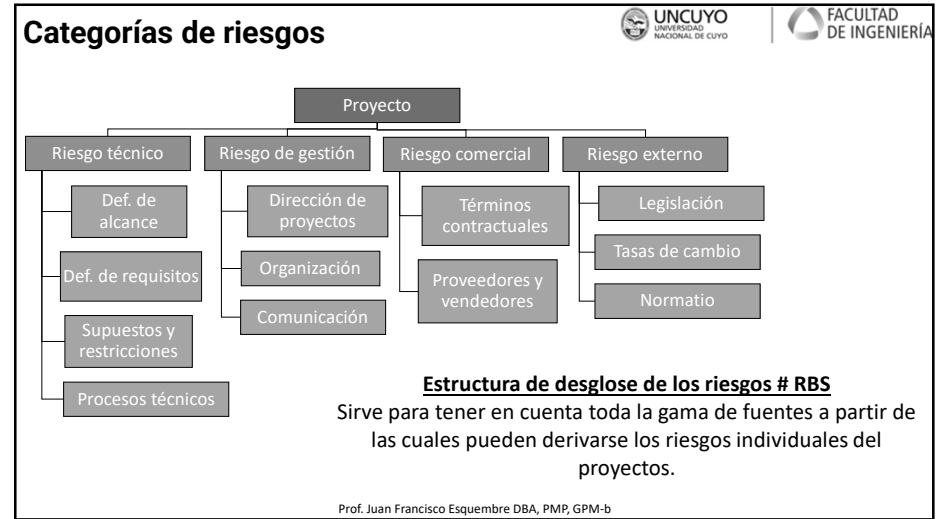 Categorías de riesgos
UNCUYO
UNIVERSIDAD
NACIONAL DE CUYO
FACULTAD
DE INGENIERÍA
Proyecto
Riesgo técnico
Def. de
alcance
Def. de requisitos
Supuestos y
restricciones
Procesos técnicos
Riesgo de gestión
Dirección de
proyectos
Organización
Comunicación
Riesgo comercial
Términos
contractuales
Proveedores y
vendedores
Riesgo externo
Legislación
Tasas de cambio
Normatio
Estructura de desglose de los riesgos # RBS
Sirve para tener en cuenta toda la gama de fuentes a partir de
las cuales pueden derivarse los riesgos individuales del
proyectos.
Prof. Juan Francisco Esquembre DBA, PMP, GPM-b